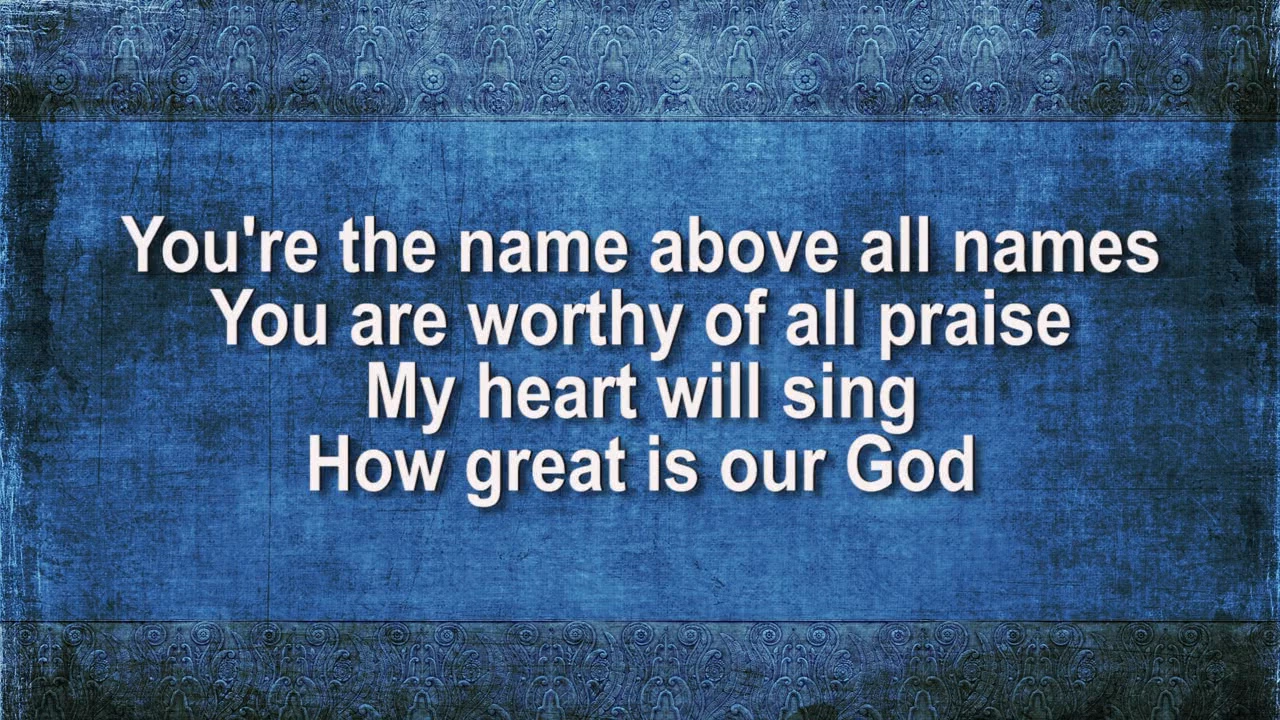 You're the name above all names
You are worthy of all praise
My heart will sing
How great is our God